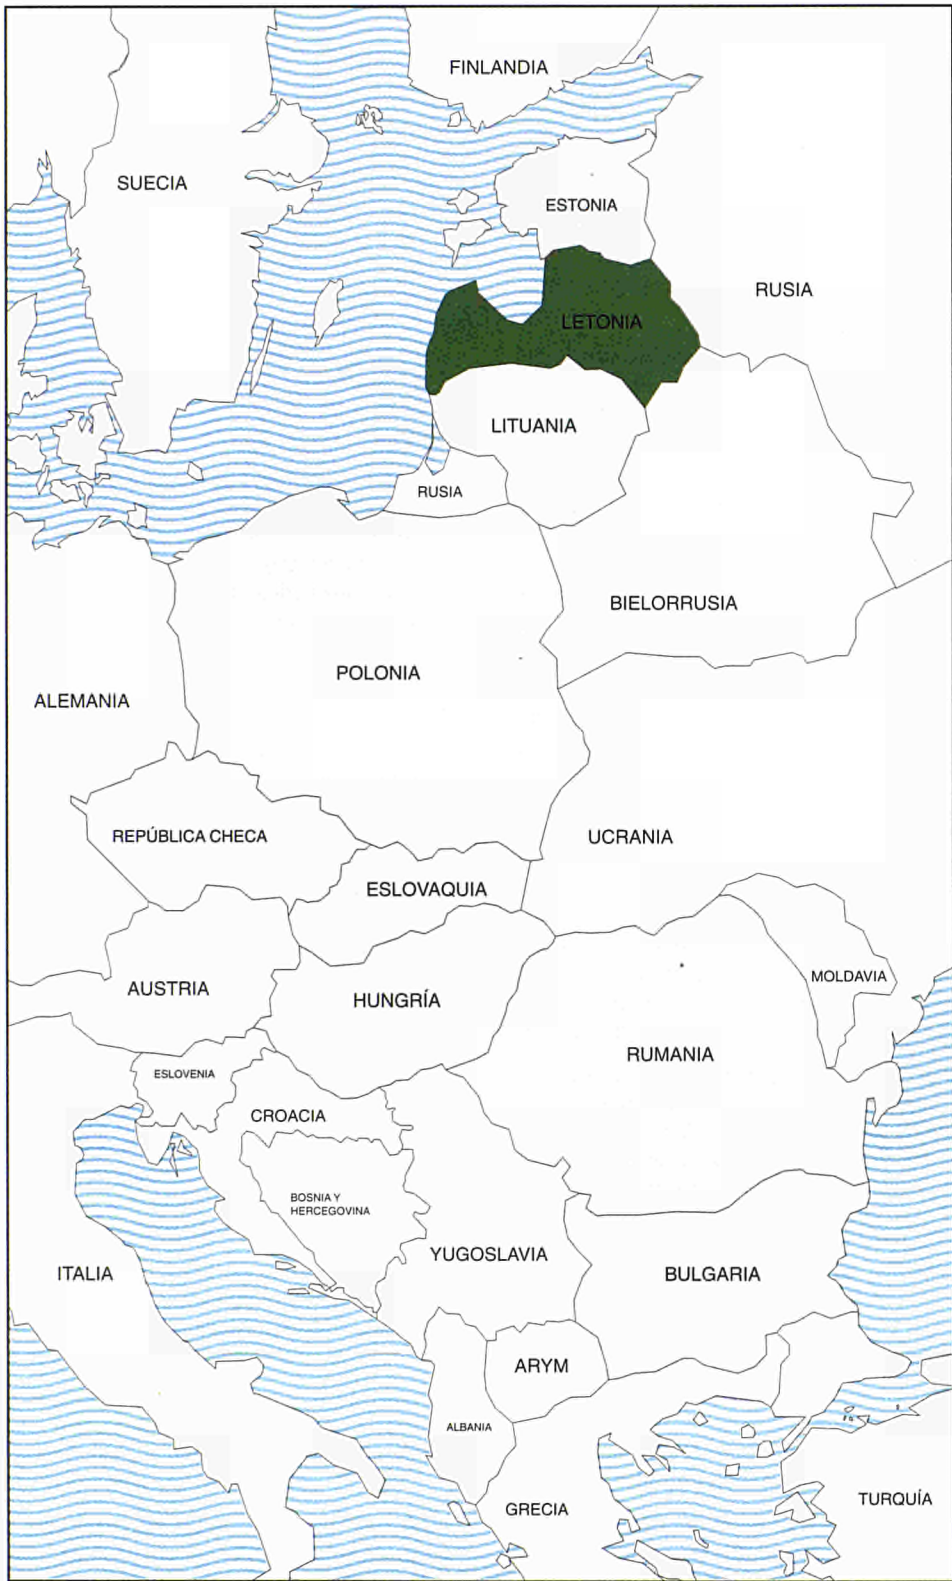 FINLANDIA
SUECIA
ESTONIA
RUSIA
LETONIA
LITUANIA
RUSIA
BIELORRUSIA
POLONIA
ALEMANIA
REPÚBLICA CHECA
UCRANIA
ESLOVAQUIA
MOLDAVIA
AUSTRIA
HUNGRÍA
RUMANIA
ESLOVENIA
CROACIA
BOSNIA Y
HERCEGOVINA
YUGOSLAVIA
ITALIA
BULGARIA
ARYM
ALBANIA
GRECIA
TURQUÍA